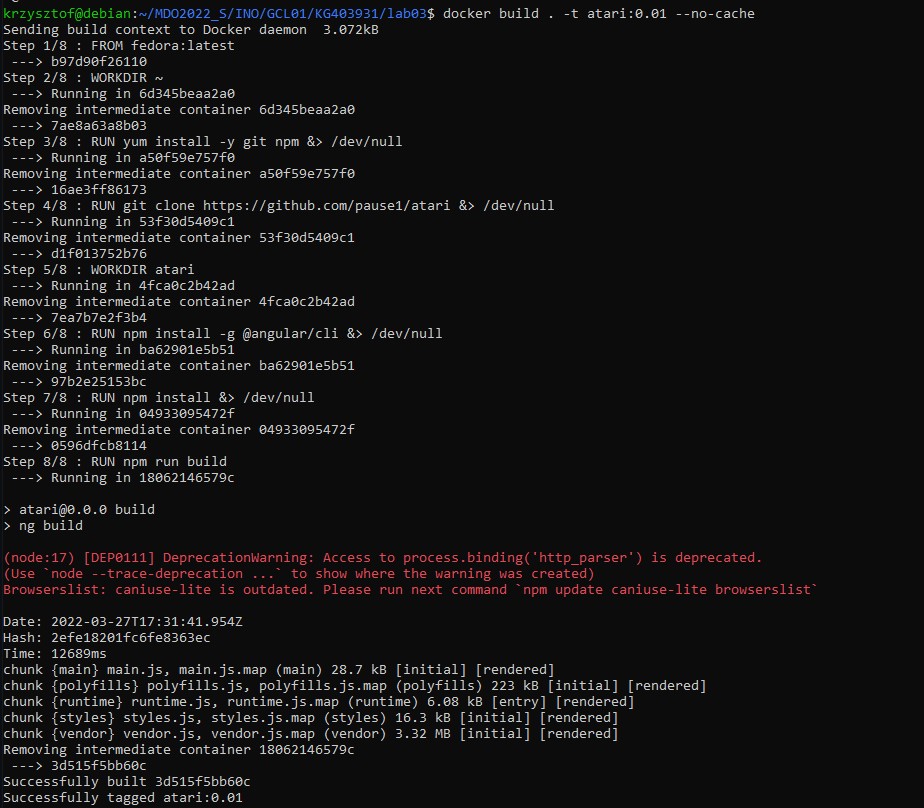 krzysztof@debian:~/MDO2022_S/INO/GCL01/KG403931/lab03$ docker build . -t atari:0.01 --no-cache
Sending build context to Docker daemon  3.072kB
Step 1/8 : FROM fedora:latest
 ---> b97d90f26110
Step 2/8 : WORKDIR ~
 ---> Running in 6d345beaa2a0
Removing intermediate container 6d345beaa2a0
 ---> 7ae8a63a8b03
Step 3/8 : RUN yum install -y git npm &> /dev/null
 ---> Running in a50f59e757f0
Removing intermediate container a50f59e757f0
 ---> 16ae3ff86173
Step 4/8 : RUN git clone https://github.com/pause1/atari &> /dev/null
 ---> Running in 53f30d5409c1
Removing intermediate container 53f30d5409c1
 ---> d1f013752b76
Step 5/8 : WORKDIR atari
 ---> Running in 4fca0c2b42ad
Removing intermediate container 4fca0c2b42ad
 ---> 7ea7b7e2f3b4
Step 6/8 : RUN npm install -g @angular/cli &> /dev/null
 ---> Running in ba62901e5b51
Removing intermediate container ba62901e5b51
 ---> 97b2e25153bc
Step 7/8 : RUN npm install &> /dev/null
 ---> Running in 04933095472f
Removing intermediate container 04933095472f
 ---> 0596dfcb8114
Step 8/8 : RUN npm run build
 ---> Running in 18062146579c
> atari@0.0.0 build
> ng build
(node:17) [DEP0111] DeprecationWarning: Access to process.binding('http_parser') is deprecated.
(Use `node --trace-deprecation ...` to show where the warning was created)
Browserslist: caniuse-lite is outdated. Please run next command `npm update caniuse-lite browserslist`
Date: 2022-03-27T17:31:41.954Z
Hash: 2efe18201fc6fe8363ec
Time: 12689ms
chunk {main} main.js, main.js.map (main) 28.7 kB [initial] [rendered]
chunk {polyfills} polyfills.js, polyfills.js.map (polyfills) 223 kB [initial] [rendered]
chunk {runtime} runtime.js, runtime.js.map (runtime) 6.08 kB [entry] [rendered]
chunk {styles} styles.js, styles.js.map (styles) 16.3 kB [initial] [rendered]
chunk {vendor} vendor.js, vendor.js.map (vendor) 3.32 MB [initial] [rendered]
Removing intermediate container 18062146579c
 ---> 3d515f5bb60c
Successfully built 3d515f5bb60c
Successfully tagged atari:0.01